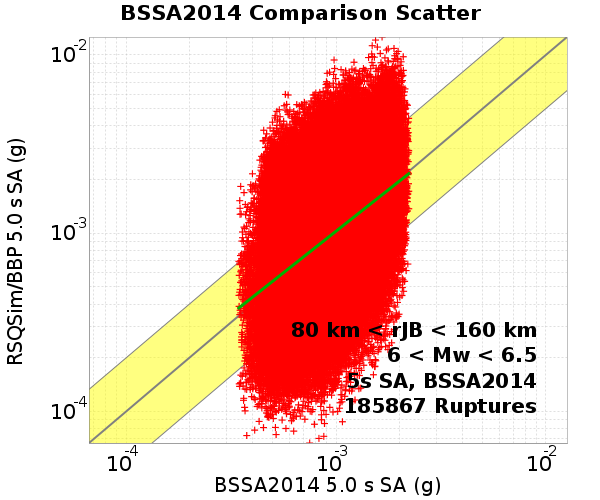 BSSA2014 Comparison Scatter
RSQSim/BBP 5.0 s SA (g)
10-2
10-3
10-4
80 km < rJB < 160 km
6 < Mw < 6.5
5s SA, BSSA2014
185867 Ruptures
10-4 10-3 10-2
BSSA2014 5.0 s SA (g)